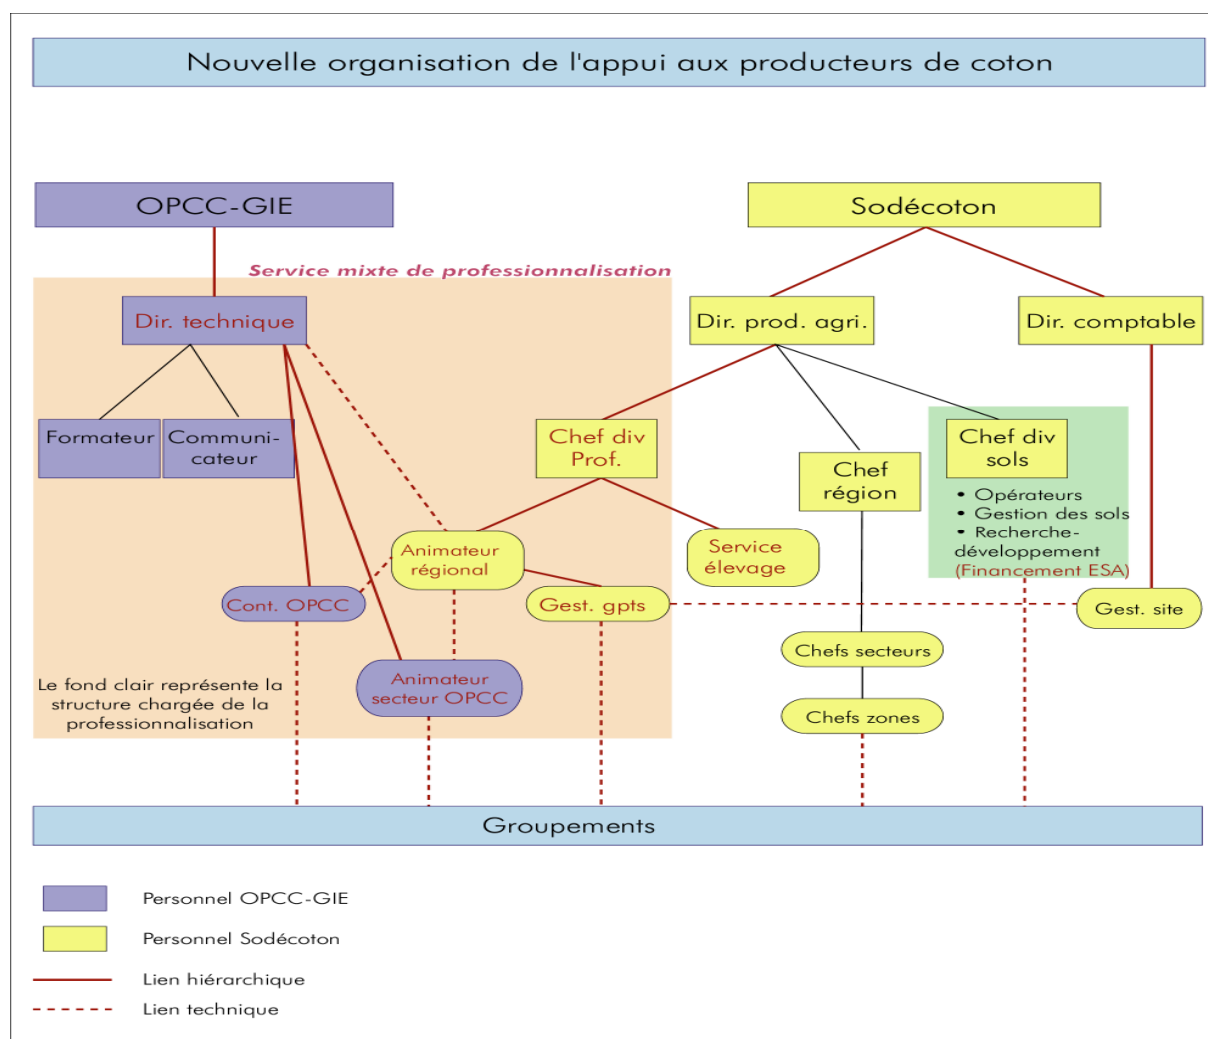 Nouvelle organisation de l'appui aux producteurs de coton
OPCC-GIE
Sodécoton
Service mixte de professionnalisation
Dir. technique
Dir. prod. agri.
Dir. comptable
Formateur
Communi-
cateur
Chef div
Prof.
Chef
région
Chef div
sols
• Opérateurs
• Gestion des sols
• Recherche-
développement
(Financement ESA)
Animateur
régional
Service
élevage
Cont. OPCC
Gest. gpts
Gest. site
Chefs secteurs
Animateur
secteur OPCC
Chefs zones
Le fond clair représente la
structure chargée de la
professionnalisation
Groupements
Personnel OPCC-GIE
Personnel Sodécoton
Lien hiérarchique
Lien technique